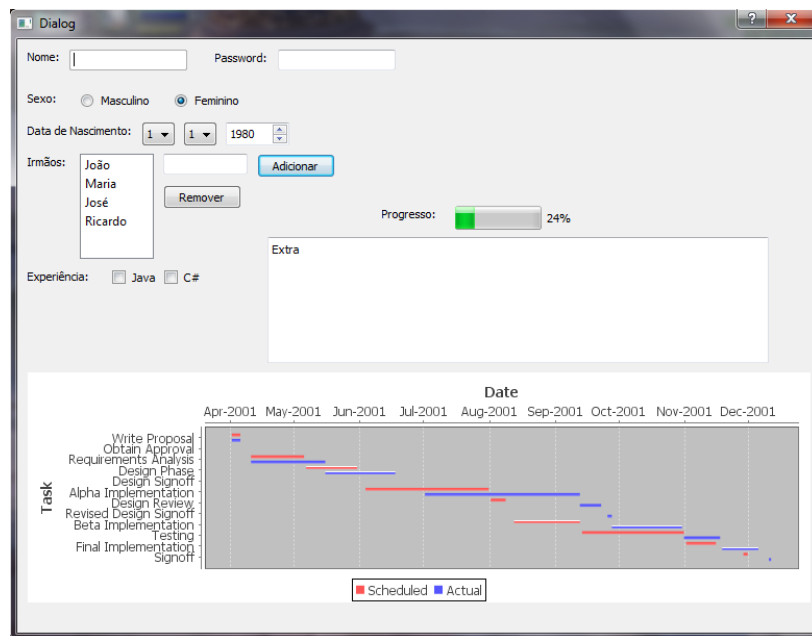 Dialog
Nome: Password:
Sexo: Masculino Feminino
Data de Nascimento: 1 1 1980
Irmãos: João Adicionar
Maria
José Remover
Ricardo
Progresso: 24%
Extra
Experiência: Java C#
Date
Apr-2001 May-2001 Jun-2001 Jul-2001 Aug-2001 Sep-2001 Oct-2001 Nov-2001 Dec-2001
Task
Write Proposal
Obtain Approval
Requirements Analysis
Design Phase
Design Signoff
Alpha Implementation
Design Review
Revised Design Signoff
Beta Implementation
Testing
Final Implementation
Signoff
Scheduled Actual